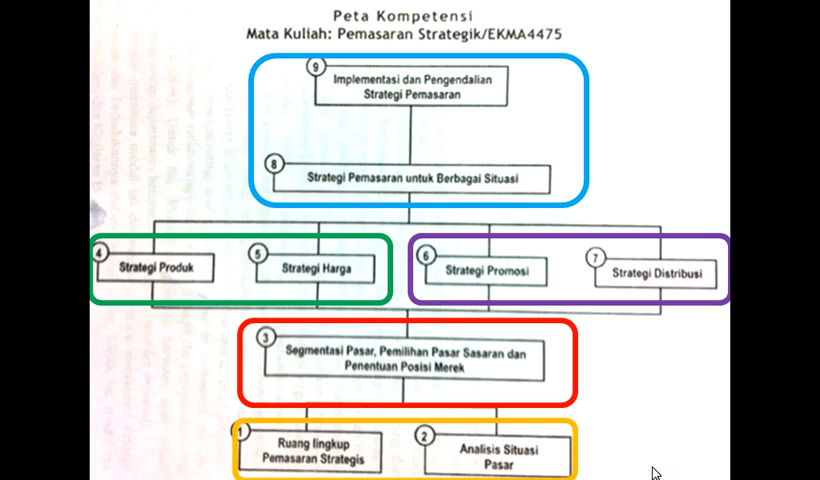 Peta Kompetensi
Mata Kuliah: Pemasaran Strategik/EKMA4475
9
Implementasi dan Pengendalian
Strategi Pemasaran
8
Strategi Pemasaran untuk Berbagai Situasi
4
Strategi Produk
5
Strategi Harga
6
Strategi Promosi
7
Strategi Distribusi
3
Segmentasi Pasar, Pemilihan Pasar Sasaran dan
Penentuan Posisi Merek
1
Ruang lingkup
Pemasaran Strategis
2
Analisis Situasi
Pasar